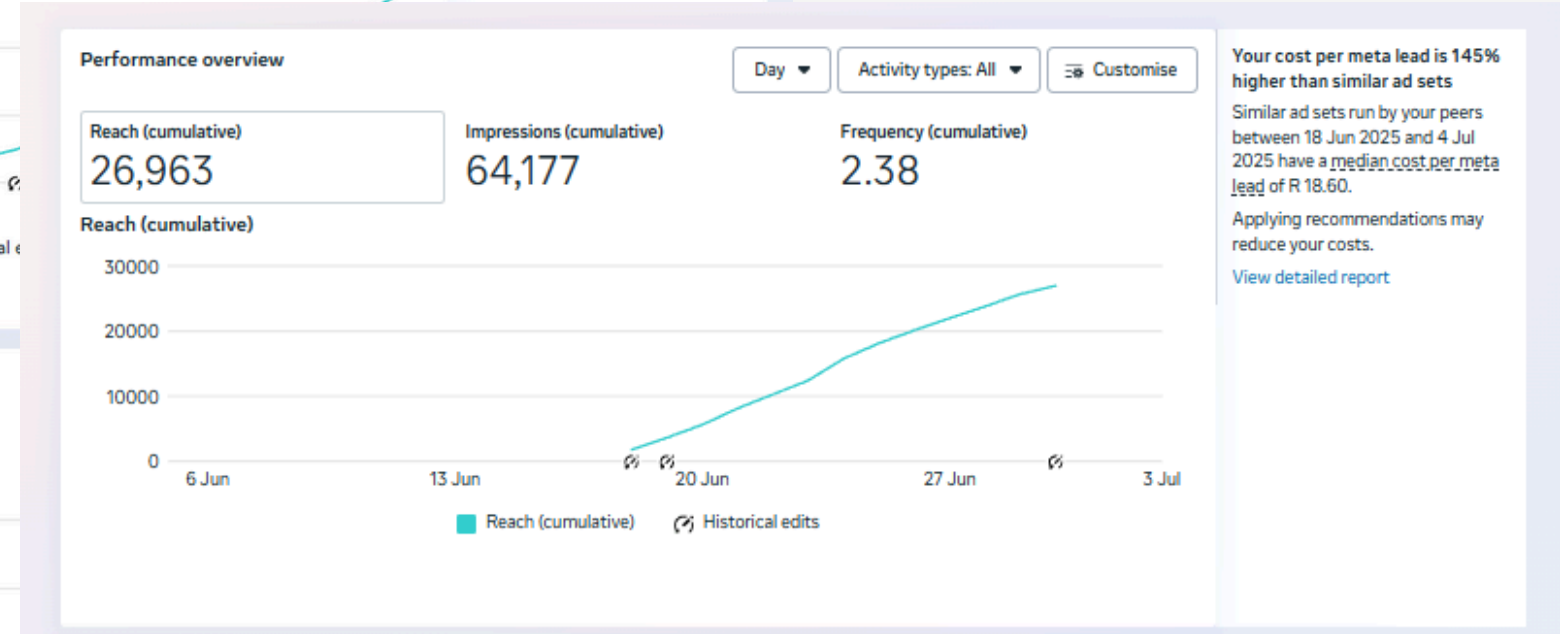 Performance overview
Day
Activity types: All
Customise
Reach (cumulative)
26,963
Impressions (cumulative)
64,177
Frequency (cumulative)
2.38
Reach (cumulative)
30000
20000
10000
0
6 Jun
13 Jun
20 Jun
27 Jun
3 Jul
Reach (cumulative)
Historical edits
Your cost per meta lead is 145%
higher than similar ad sets
Similar ad sets run by your peers
between 18 Jun 2025 and 4 Jul
2025 have a median cost per meta
lead of R 18.60.
Applying recommendations may
reduce your costs.
View detailed report